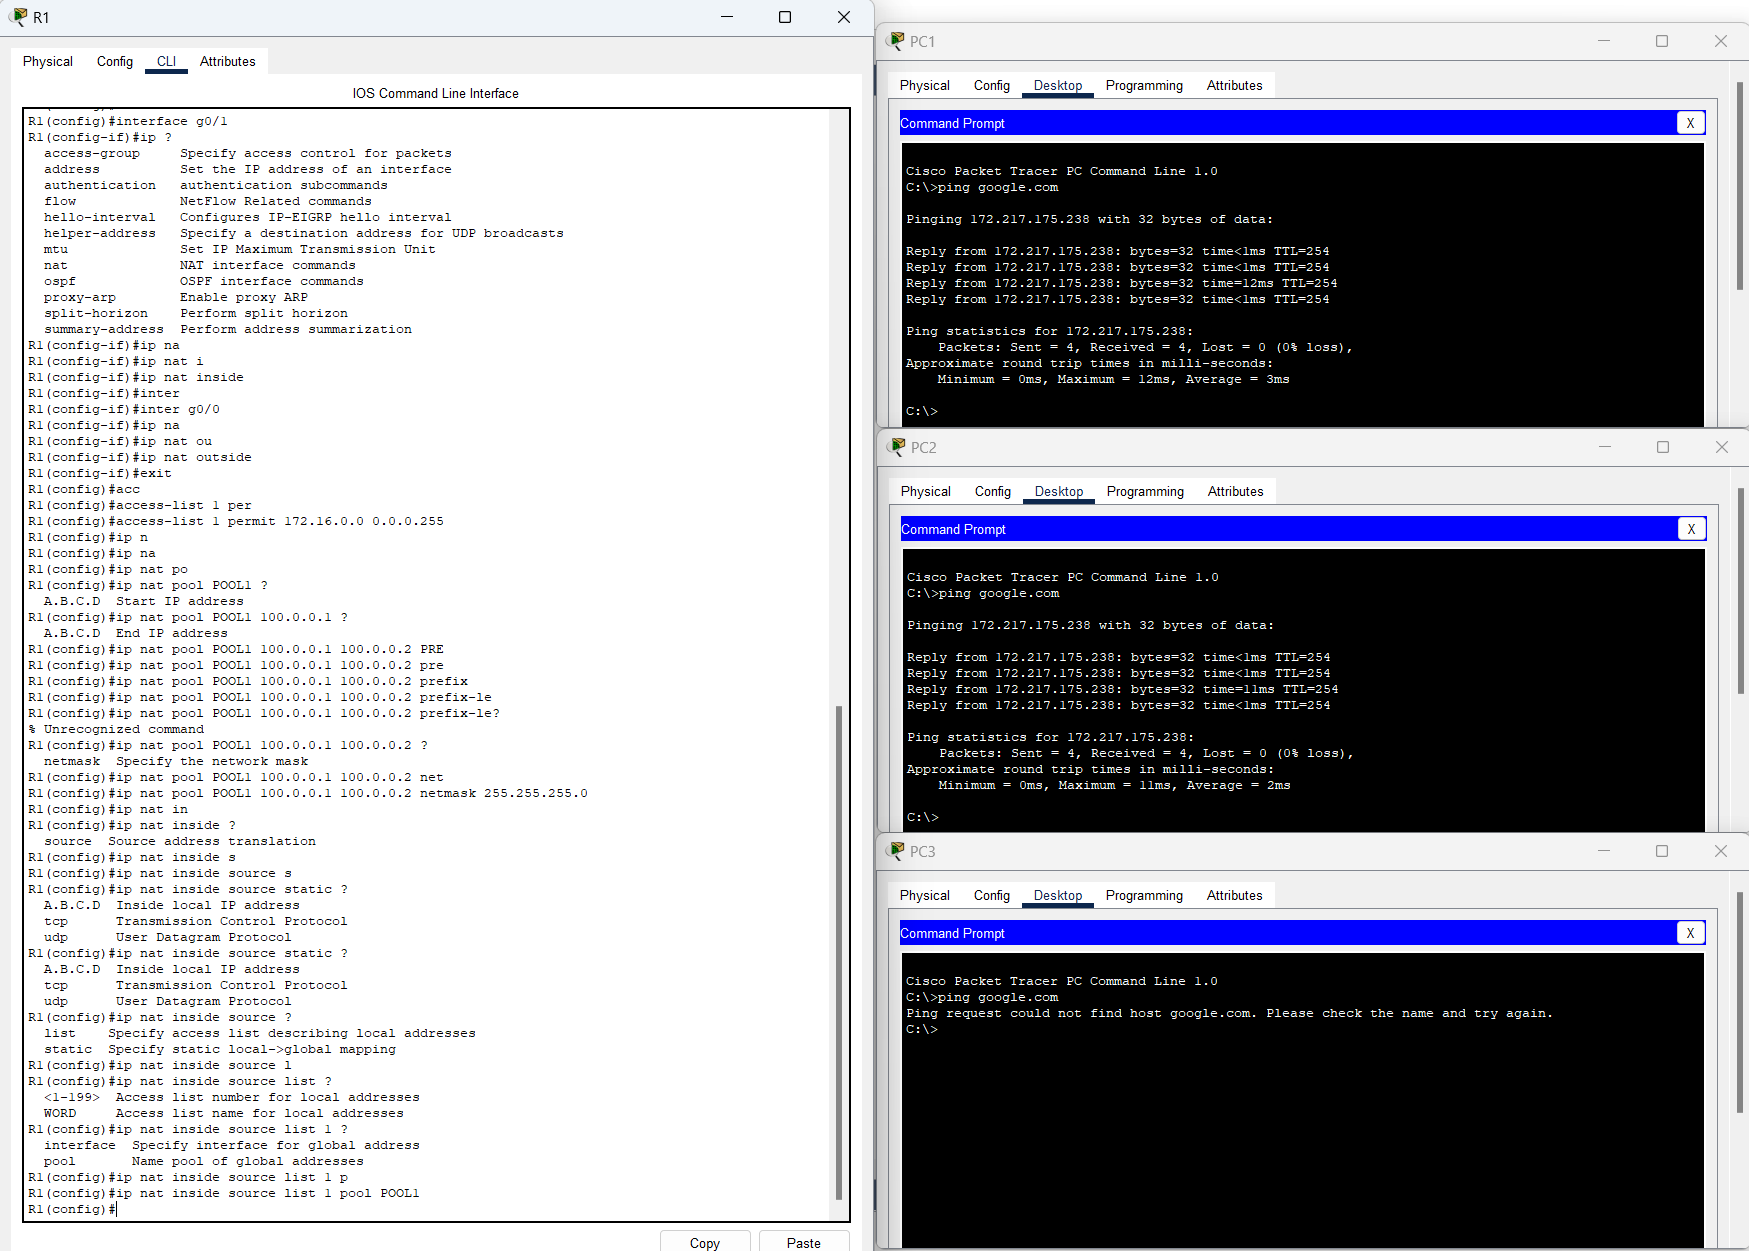 R1
Physical Config CLI Attributes
IOS Command Line Interface
R1(config)#interface g0/1
R1(config-if)#ip ?
access-group Specify access control for packets
address Set the IP address of an interface
authentication authentication subcommands
flow NetFlow Related commands
hello-interval Configures IP-EIGRP hello interval
helper-address Specify a destination address for UDP broadcasts
mtu Set IP Maximum Transmission Unit
nat NAT interface commands
ospf OSPF interface commands
proxy-arp Enable proxy ARP
split-horizon Perform split horizon
summary-address Perform address summarization
R1(config-if)#ip na
R1(config-if)#ip nat i
R1(config-if)#ip nat inside
R1(config-if)#inter
R1(config-if)#inter g0/0
R1(config-if)#ip na
R1(config-if)#ip nat ou
R1(config-if)#ip nat outside
R1(config-if)#exit
R1(config)#acc
R1(config)#access-list 1 per
R1(config)#access-list 1 permit 172.16.0.0 0.0.0.255
R1(config)#ip n
R1(config)#ip na
R1(config)#ip nat po
R1(config)#ip nat pool POOL1 ?
A.B.C.D Start IP address
R1(config)#ip nat pool POOL1 100.0.0.1 ?
A.B.C.D End IP address
R1(config)#ip nat pool POOL1 100.0.0.1 100.0.0.2 PRE
R1(config)#ip nat pool POOL1 100.0.0.1 100.0.0.2 pre
R1(config)#ip nat pool POOL1 100.0.0.1 100.0.0.2 prefix
R1(config)#ip nat pool POOL1 100.0.0.1 100.0.0.2 prefix-le
R1(config)#ip nat pool POOL1 100.0.0.1 100.0.0.2 prefix-le?
% Unrecognized command
R1(config)#ip nat pool POOL1 100.0.0.1 100.0.0.2 ?
netmask Specify the network mask
R1(config)#ip nat pool POOL1 100.0.0.1 100.0.0.2 net
R1(config)#ip nat pool POOL1 100.0.0.1 100.0.0.2 netmask 255.255.255.0
R1(config)#ip nat in
R1(config)#ip nat inside ?
source Source address translation
R1(config)#ip nat inside s
R1(config)#ip nat inside source s
R1(config)#ip nat inside source static ?
A.B.C.D Inside local IP address
tcp Transmission Control Protocol
udp User Datagram Protocol
R1(config)#ip nat inside source static ?
A.B.C.D Inside local IP address
tcp Transmission Control Protocol
udp User Datagram Protocol
R1(config)#ip nat inside source ?
list Specify access list describing local addresses
static Specify static local->global mapping
R1(config)#ip nat inside source l
R1(config)#ip nat inside source list ?
<1-199> Access list number for local addresses
WORD Access list name for local addresses
R1(config)#ip nat inside source list 1 ?
interface Specify interface for global address
pool Name pool of global addresses
R1(config)#ip nat inside source list 1 p
R1(config)#ip nat inside source list 1 pool POOL1
R1(config)#
Copy Paste
PC1
Physical Config Desktop Programming Attributes
Command Prompt X
Cisco Packet Tracer PC Command Line 1.0
C:\>ping google.com
Pinging 172.217.175.238 with 32 bytes of data:
Reply from 172.217.175.238: bytes=32 time<1ms TTL=254
Reply from 172.217.175.238: bytes=32 time<1ms TTL=254
Reply from 172.217.175.238: bytes=32 time=12ms TTL=254
Reply from 172.217.175.238: bytes=32 time<1ms TTL=254
Ping statistics for 172.217.175.238:
Packets: Sent = 4, Received = 4, Lost = 0 (0% loss),
Approximate round trip times in milli-seconds:
Minimum = 0ms, Maximum = 12ms, Average = 3ms
C:\>
PC2
Physical Config Desktop Programming Attributes
Command Prompt X
Cisco Packet Tracer PC Command Line 1.0
C:\>ping google.com
Pinging 172.217.175.238 with 32 bytes of data:
Reply from 172.217.175.238: bytes=32 time<1ms TTL=254
Reply from 172.217.175.238: bytes=32 time<1ms TTL=254
Reply from 172.217.175.238: bytes=32 time=11ms TTL=254
Reply from 172.217.175.238: bytes=32 time<1ms TTL=254
Ping statistics for 172.217.175.238:
Packets: Sent = 4, Received = 4, Lost = 0 (0% loss),
Approximate round trip times in milli-seconds:
Minimum = 0ms, Maximum = 11ms, Average = 2ms
C:\>
PC3
Physical Config Desktop Programming Attributes
Command Prompt X
Cisco Packet Tracer PC Command Line 1.0
C:\>ping google.com
Ping request could not find host google.com. Please check the name and try again.
C:\>